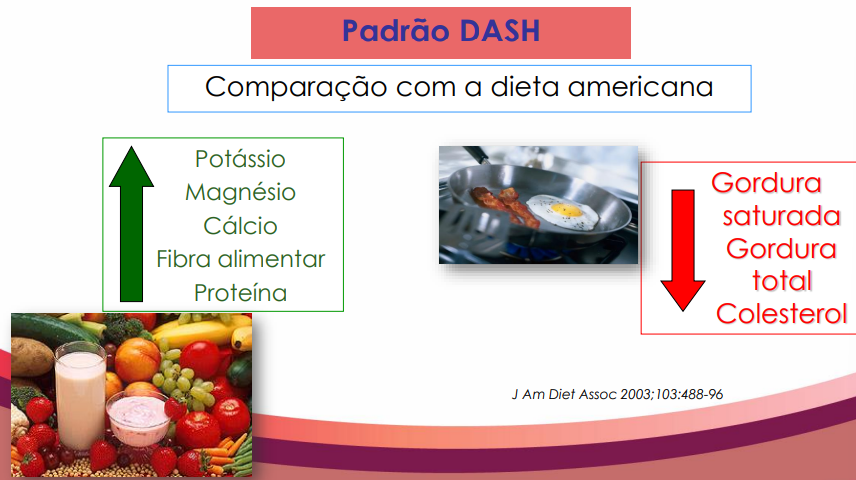 Padrão DASH
Comparação com a dieta americana
Potássio
Magnésio
Cálcio
Fibra alimentar
Proteína
Gordura
saturada
Gordura
total
Colesterol
J Am Diet Assoc 2003;103:488-96